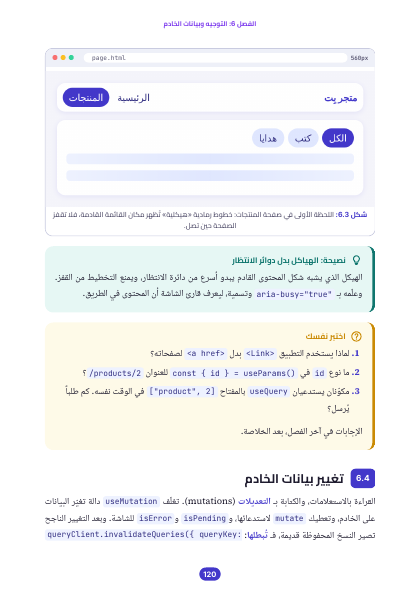 الفصل 6: التوجيه وبيانات الخادم
page.html
560px
متجر يِت
الرئيسية
المنتجات
الكل
كتب
هدايا
شكل 6.3: اللحظة الأولى في صفحة المنتجات: خطوط رمادية «هيكلية» تُظهر مكان القائمة القادمة، فلا تقفز
الصفحة حين تصل.
نصيحة: الهياكل بدل دوائر الانتظار
الهيكل الذي يشبه شكل المحتوى القادم يبدو أسرع من دائرة الانتظار، ويمنع التخطيط من القفز.
وعلّمه بـ aria-busy="true" وتسمية، ليعرف قارئ الشاشة أن المحتوى في الطريق.
اختبر نفسك
1. لماذا يستخدم التطبيق <Link> بدل <a href> لصفحاته؟
2. ما نوع id في const { id } = useParams() للعنوان /products/2 ؟
3. مكوّنان يستدعيان useQuery بالمفتاح ["product", 2] في الوقت نفسه. كم طلباً
يُرسل؟
الإجابات في آخر الفصل، بعد الخلاصة.
6.4 تغيير بيانات الخادم
القراءة بالاستعلامات، والكتابة بـ التعديلات (mutations). تغلّف useMutation دالة تغيّر البيانات
على الخادم، وتعطيك mutate لاستدعائها، و isPending و isError للشاشة. وبعد التغيير الناجح
تصير النسخ المحفوظة قديمة، فـ تُبطلها: queryClient.invalidateQueries({ queryKey:
120